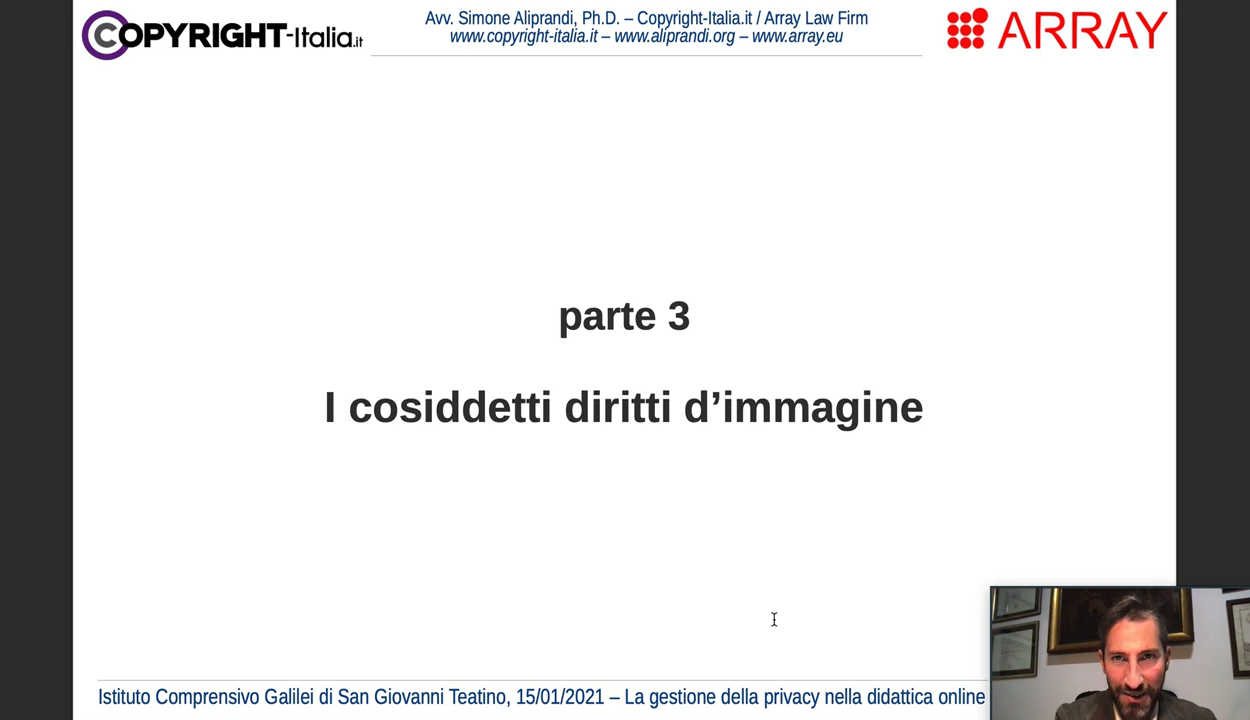 COPYRIGHT-Italia.it
Avv. Simone Aliprandi, Ph.D. – Copyright-Italia.it / Array Law Firm
www.copyright-italia.it – www.aliprandi.org – www.array.eu
ARRAY
parte 3
I cosiddetti diritti d’immagine
Istituto Comprensivo Galilei di San Giovanni Teatino, 15/01/2021 – La gestione della privacy nella didattica online